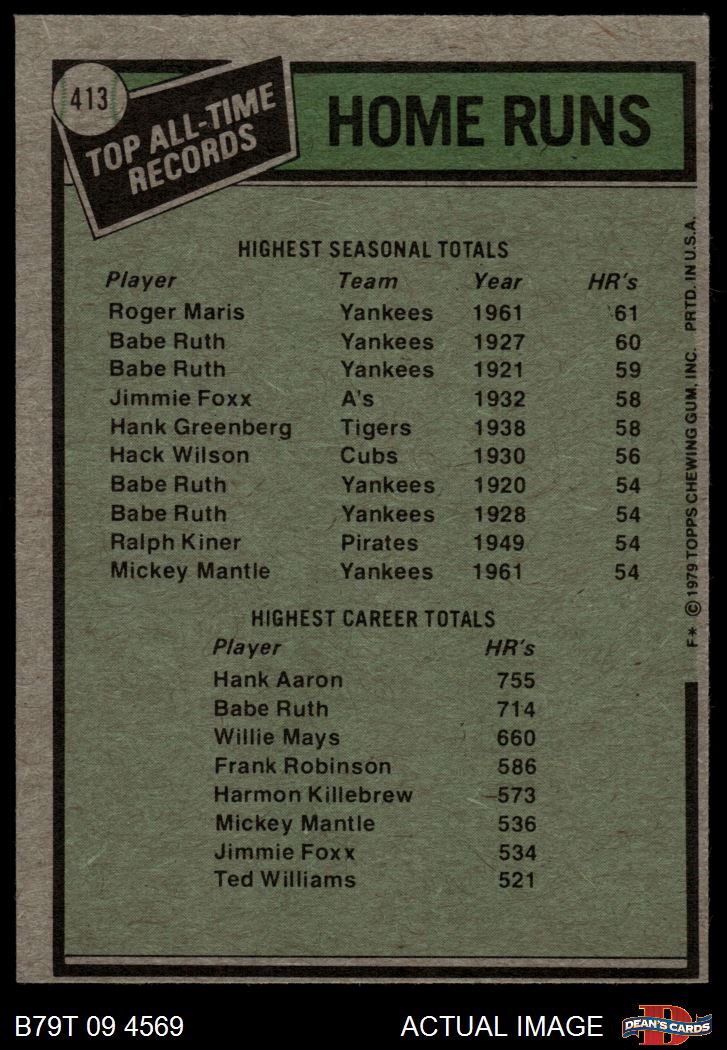 413
TOP ALL-TIME
RECORDS
HOME RUNS
HIGHEST SEASONAL TOTALS
Player Team Year HR's
Roger Maris Yankees 1961 61
Babe Ruth Yankees 1927 60
Babe Ruth Yankees 1921 59
Jimmie Foxx A's 1932 58
Hank Greenberg Tigers 1938 58
Hack Wilson Cubs 1930 56
Babe Ruth Yankees 1920 54
Babe Ruth Yankees 1928 54
Ralph Kiner Pirates 1949 54
Mickey Mantle Yankees 1961 54
HIGHEST CAREER TOTALS
Player HR's
Hank Aaron 755
Babe Ruth 714
Willie Mays 660
Frank Robinson 586
Harmon Killebrew 573
Mickey Mantle 536
Jimmie Foxx 534
Ted Williams 521
F* © 1979 TOPPS CHEWING GUM, INC. PRTD. IN U.S.A.
B79T 09 4569 ACTUAL IMAGE
D
DEAN'S CARDS